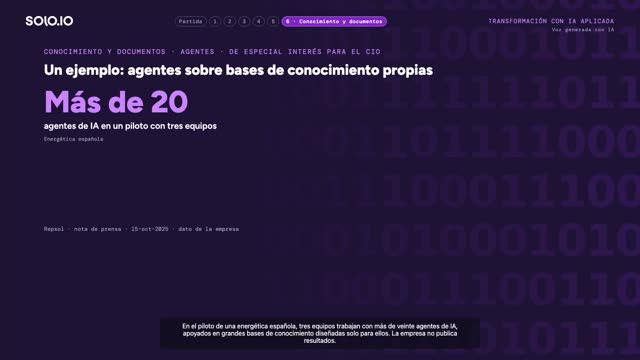 SOLO.IO
Partida 1 2 3 4 5 6 · Conocimiento y documentos
TRANSFORMACIÓN CON IA APLICADA
Voz generada con IA
CONOCIMIENTO Y DOCUMENTOS · AGENTES · DE ESPECIAL INTERÉS PARA EL CIO
Un ejemplo: agentes sobre bases de conocimiento propias
Más de 20
agentes de IA en un piloto con tres equipos
Energética española
Repsol · nota de prensa · 15-oct-2025 · dato de la empresa
En el piloto de una energética española, tres equipos trabajan con más de veinte agentes de IA,
apoyados en grandes bases de conocimiento diseñadas solo para ellos. La empresa no publica
resultados.